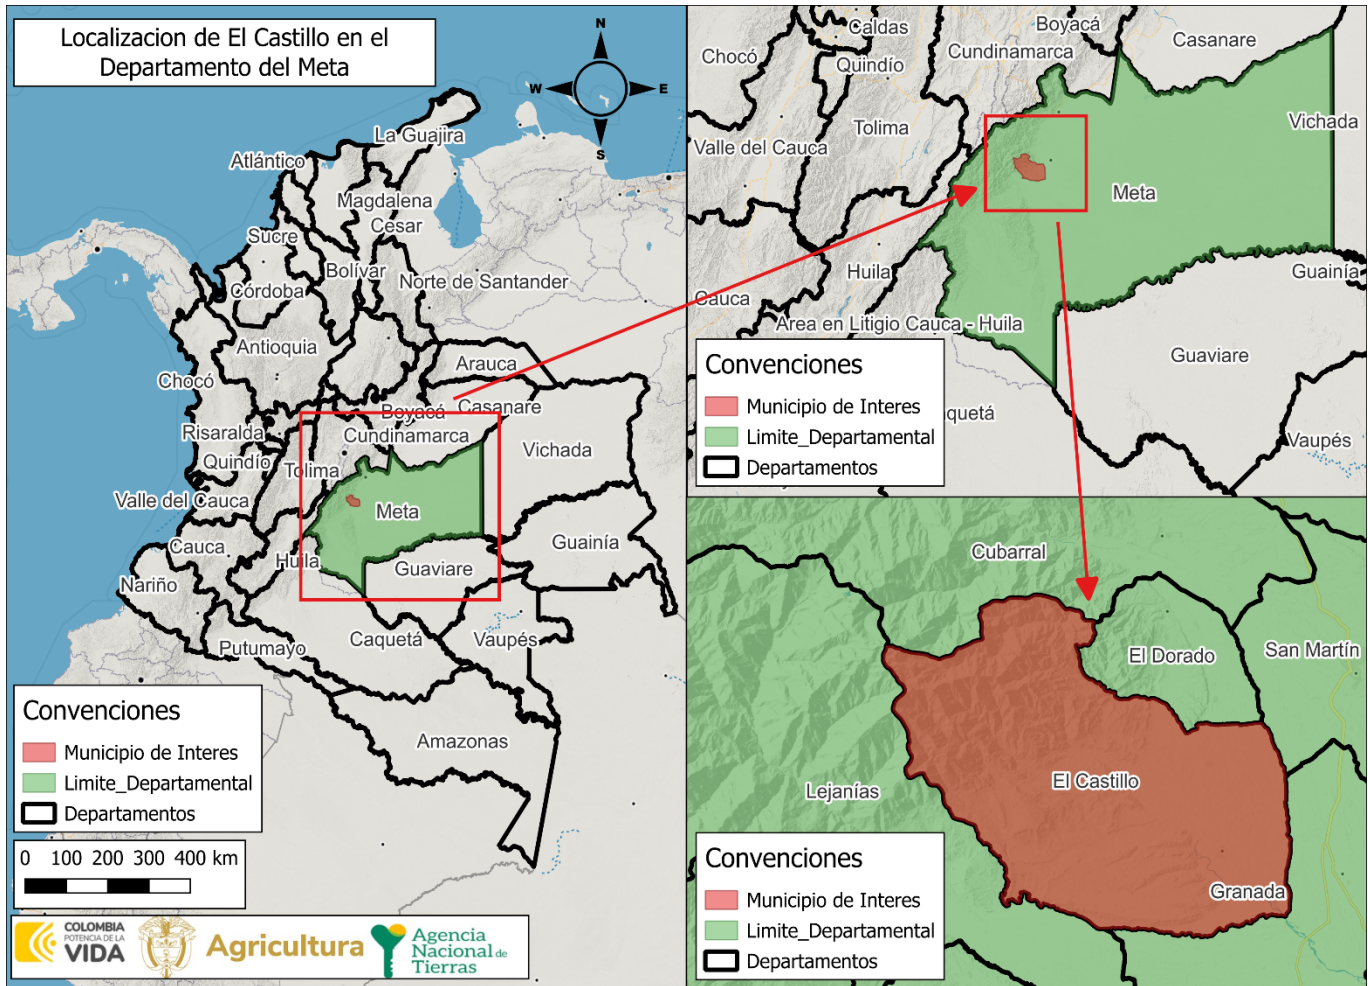 Localizacion de El Castillo en el
Departamento del Meta
N
W
E
S
La Guajira
Atlántico
Magdalena
Cesar
Sucre
Bolívar
Norte de Santander
Córdoba
Antioquia
Arauca
Chocó
Boyacá
Casanare
Risaralda
Cundinamarca
Quindío
Tolima
Vichada
Valle del Cauca
Meta
Cauca
Huila
Guainía
Nariño
Guaviare
Putumayo
Caquetá
Vaupés
Amazonas
Convenciones
Municipio de Interes
Limite_Departamental
Departamentos
0 100 200 300 400 km
COLOMBIA
POTENCIA DE LA
VIDA
Agricultura
Agencia
Nacional de
Tierras
Caldas
Boyacá
Chocó
Cundinamarca
Casanare
Quindío
Tolima
Vichada
Valle del Cauca
Meta
Huila
Guainía
Cauca
Area en Litigio Cauca - Huila
Guaviare
quetá
Vaupés
Convenciones
Municipio de Interes
Limite_Departamental
Departamentos
Cubarral
El Dorado
San Martín
El Castillo
Lejanías
Granada
Convenciones
Municipio de Interes
Limite_Departamental
Departamentos